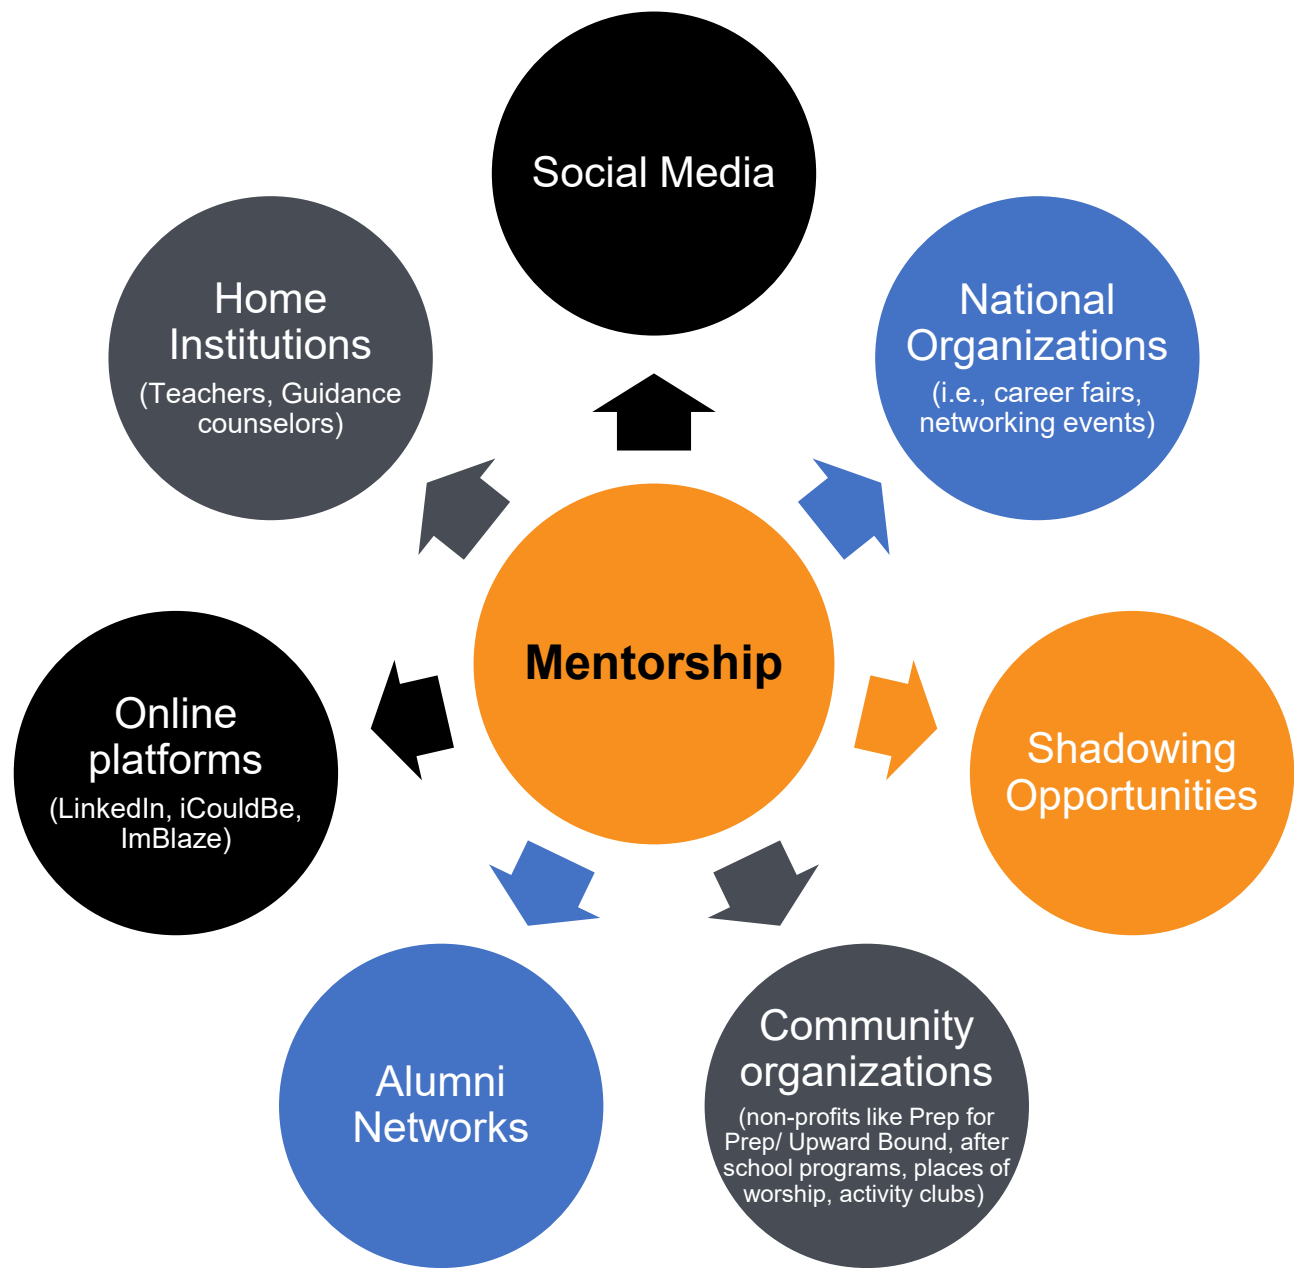 Social Media
National
Organizations
(i.e., career fairs,
networking events)
Shadowing
Opportunities
Community
organizations
(non-profits like Prep for
Prep/ Upward Bound, after
school programs, places of
worship, activity clubs)
Alumni
Networks
Online
platforms
(LinkedIn, iCouldBe,
ImBlaze)
Home
Institutions
(Teachers, Guidance
counselors)
Mentorship